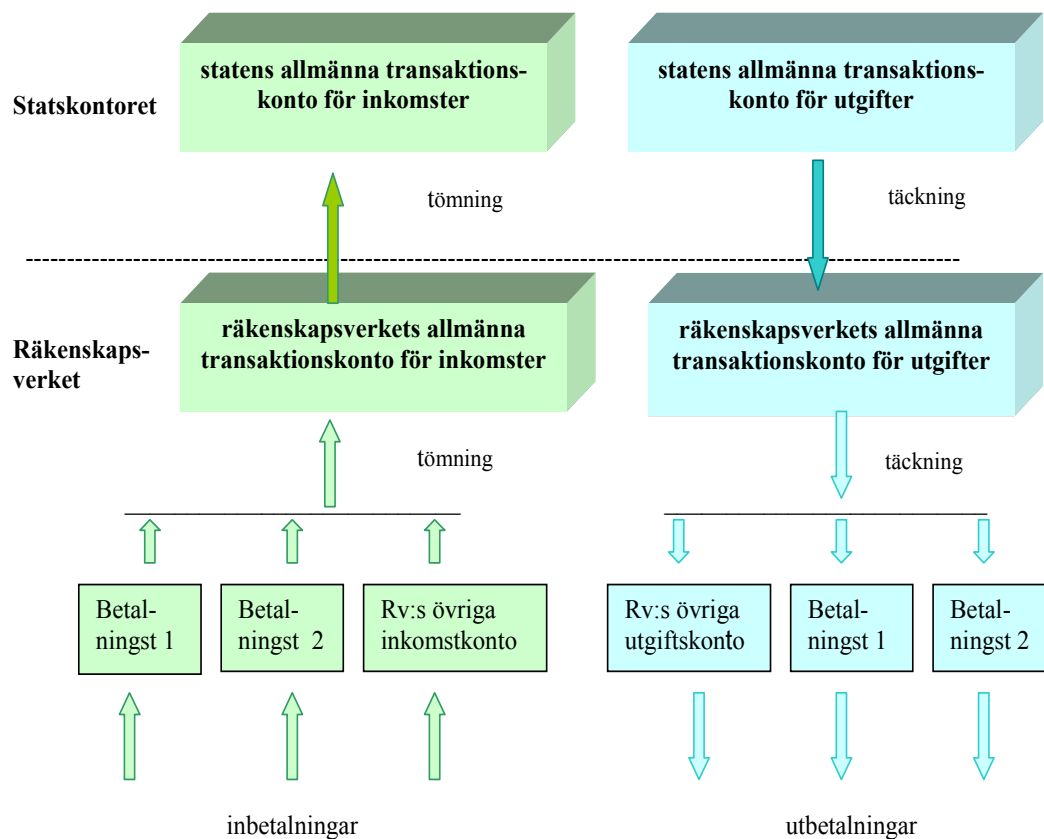 statens allmänna transaktions-
konto för inkomster
statens allmänna transaktions-
konto för utgifter
Statskontoret
tömning
täckning
räkenskapsverkets allmänna
transaktionskonto för inkomster
räkenskapsverkets allmänna
transaktionskonto för utgifter
Räkenskaps-
verket
tömning
täckning
Betal-
ningst 1
Betal-
ningst 2
Rv:s övriga
inkomstkonto
Rv:s övriga
utgiftskonto
Betal-
ningst 1
Betal-
ningst 2
inbetalningar
utbetalningar